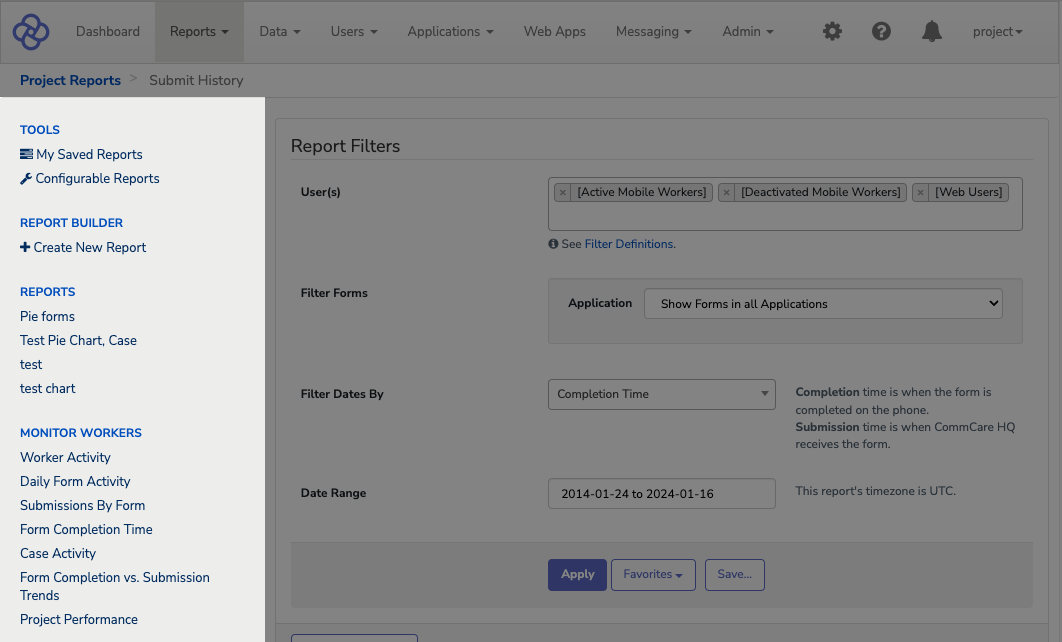 Dashboard Reports Data Users Applications Web Apps Messaging Admin project
Project Reports > Submit History
TOOLS
My Saved Reports
Configurable Reports
REPORT BUILDER
Create New Report
REPORTS
Pie forms
Test Pie Chart, Case
test
test chart
MONITOR WORKERS
Worker Activity
Daily Form Activity
Submissions By Form
Form Completion Time
Case Activity
Form Completion vs. Submission
Trends
Project Performance
Report Filters
User(s)
× [Active Mobile Workers] × [Deactivated Mobile Workers] × [Web Users]
See Filter Definitions.
Filter Forms
Application Show Forms in all Applications
Filter Dates By
Completion Time
Completion time is when the form is
completed on the phone.
Submission time is when CommCare HQ
receives the form.
Date Range
2014-01-24 to 2024-01-16
This report's timezone is UTC.
Apply Favorites Save...